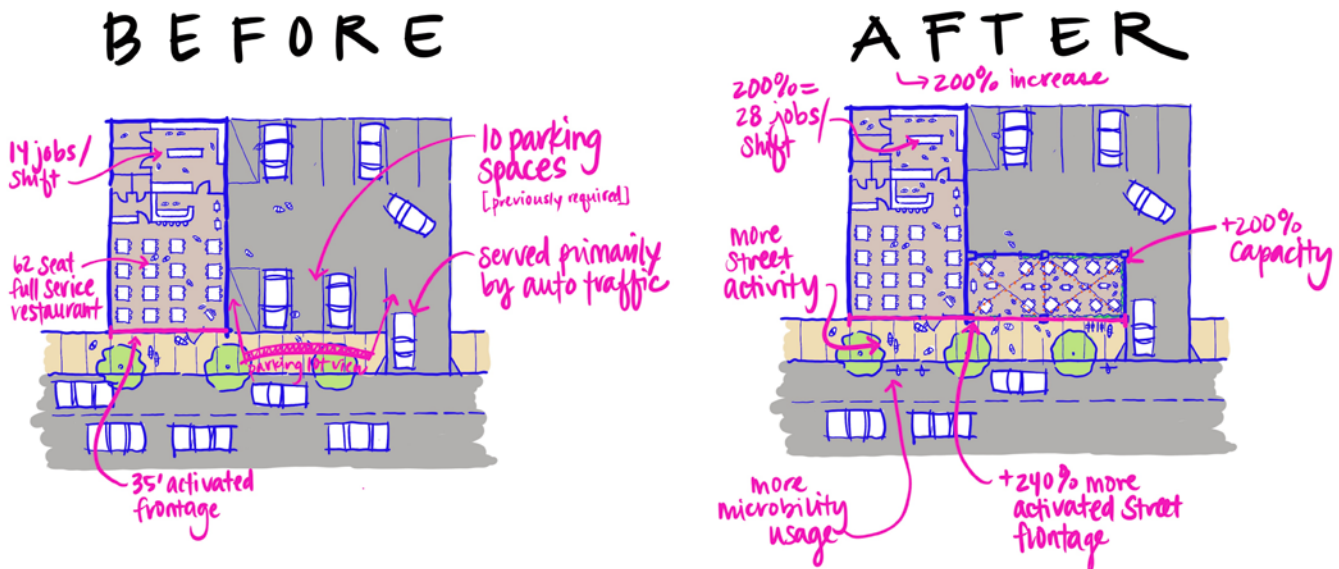 BEFORE
14 jobs/
shift
10 parking
spaces
[previously required]
62 seat
full service
restaurant
served primarily
by auto traffic
parking lot view
35' activated
frontage
AFTER
200% increase
200%=
28 jobs/
shift
more
street
activity
+200%
capacity
more
microbility
usage
+240% more
activated street
frontage